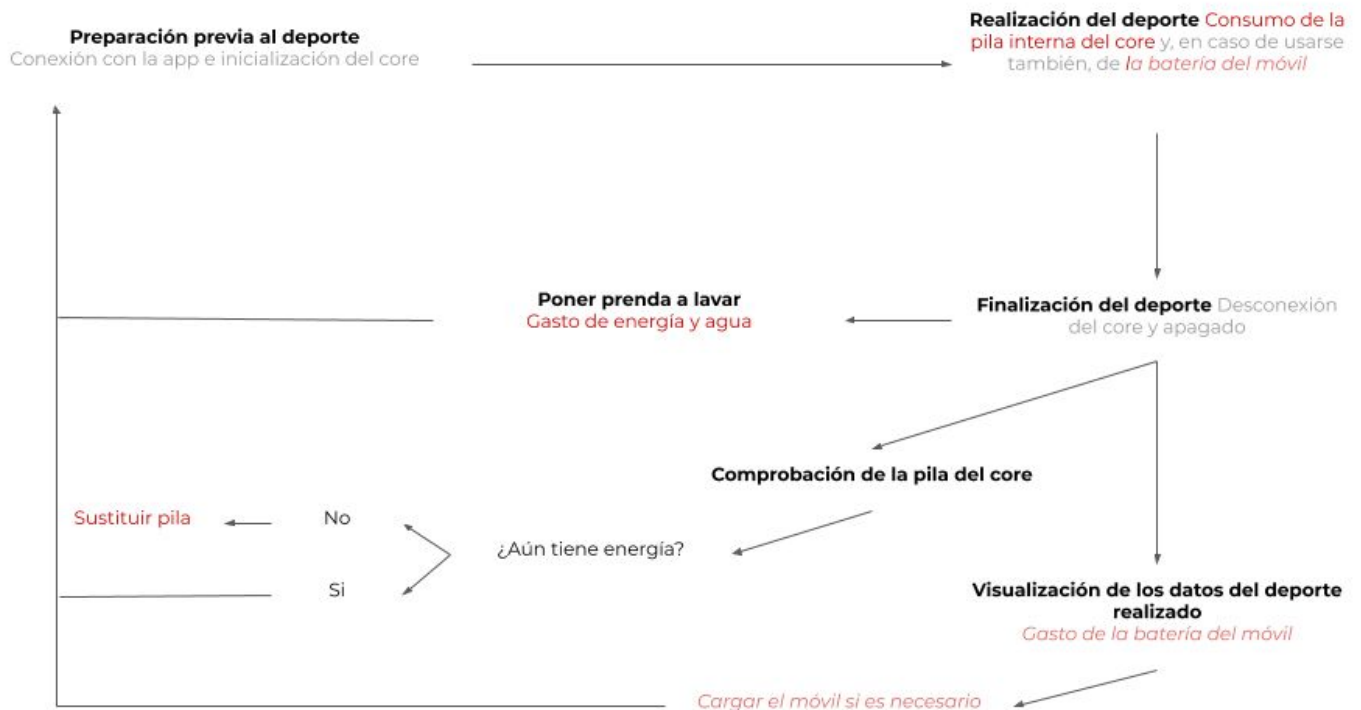 Preparación previa al deporte
Conexión con la app e inicialización del core
Realización del deporte Consumo de la
pila interna del core y, en caso de usarse
también, de la batería del móvil
Poner prenda a lavar
Gasto de energía y agua
Finalización del deporte Desconexión
del core y apagado
Comprobación de la pila del core
Sustituir pila
No
¿Aún tiene energía?
Si
Visualización de los datos del deporte
realizado
Gasto de la batería del móvil
Cargar el móvil si es necesario